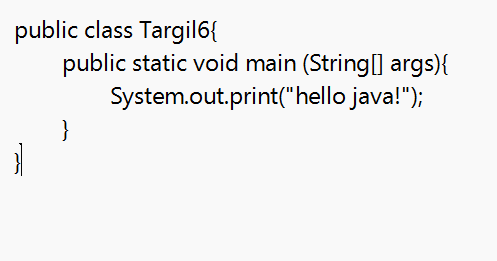 public class Targil6{
public static void main (String[] args){
System.out.print("hello java!");
}
}